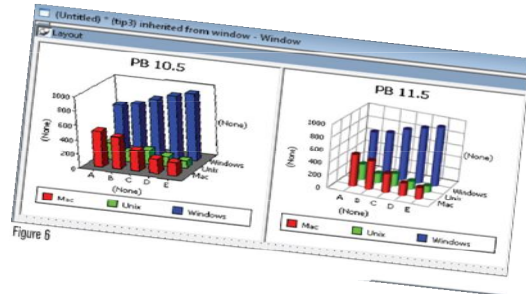 (Untitled) * (tip3) inherited from window - Window
Layout
PB 10.5
1000
800
600
400
200
0
(None)
A B C D E
(None)
(None)
Windows
Unix
Mac
Mac Unix Windows
PB 11.5
1000
800
600
400
200
0
(None)
A B C D E
(None)
(None)
Windows
Unix
Mac
Mac Unix Windows
Figure 6